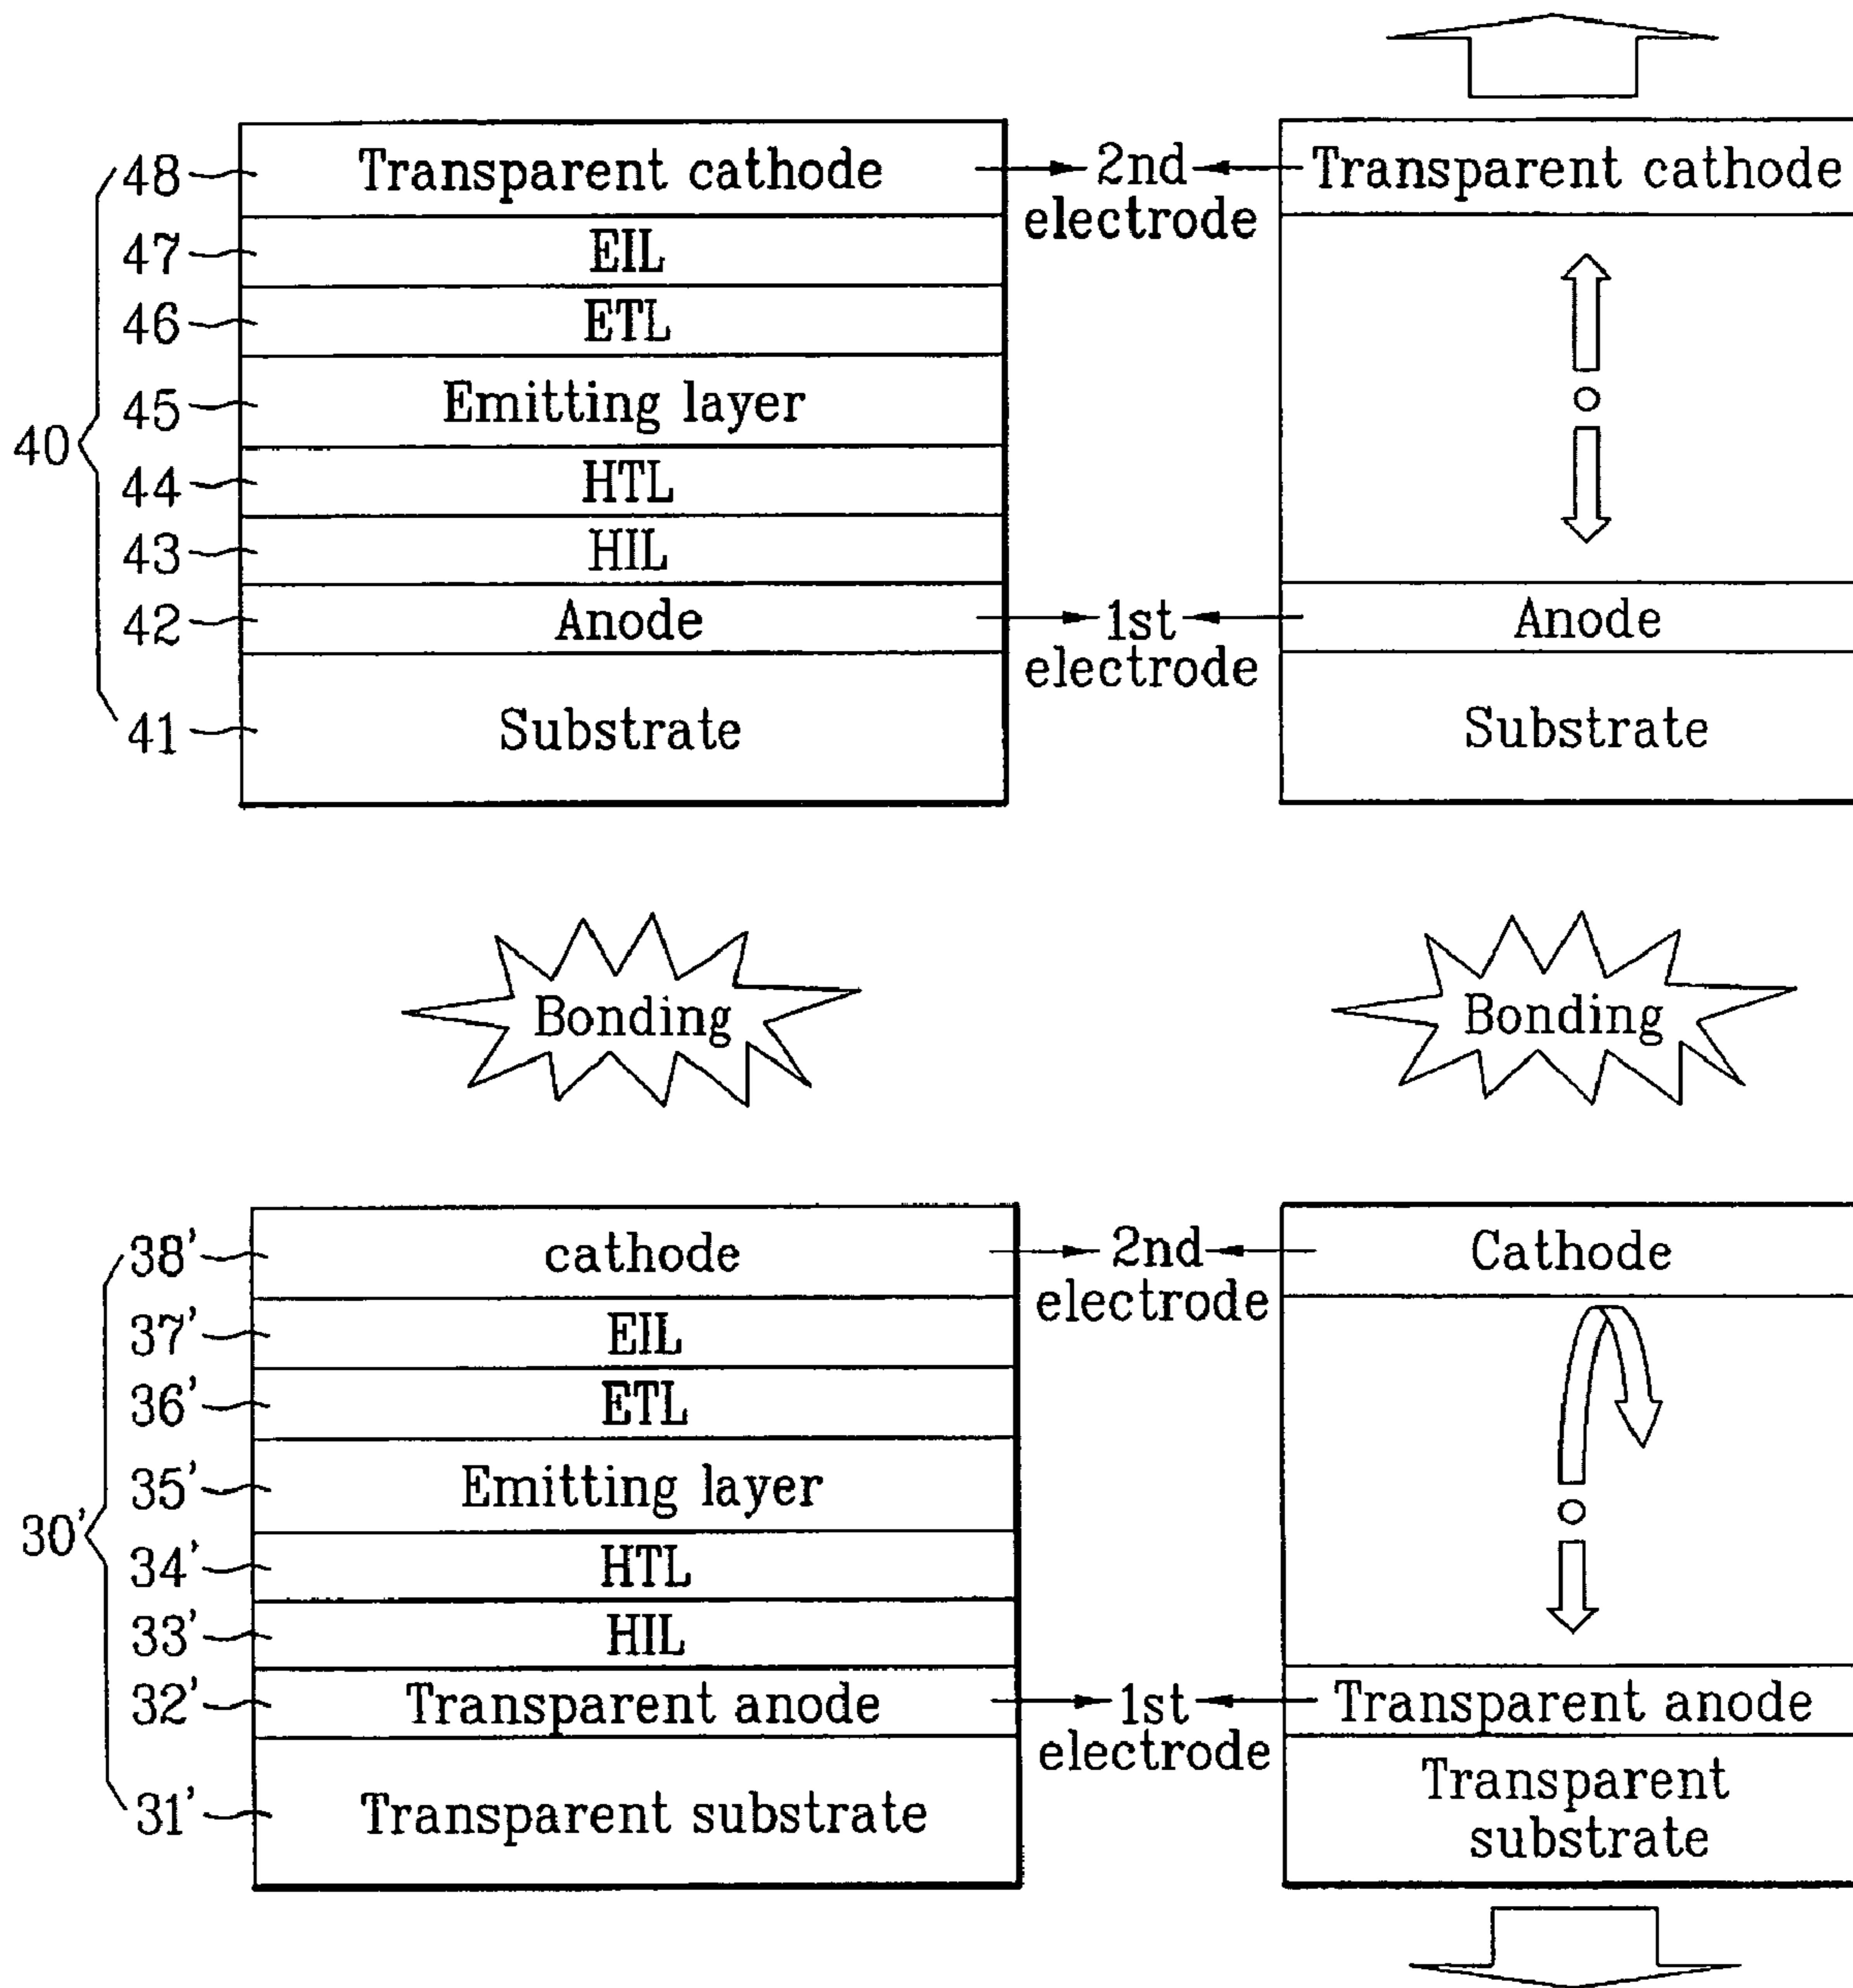 48 Transparent cathode 2nd electrode Transparent cathode
47 EIL
46 ETL
45 Emitting layer
40
44 HTL
43 HIL
42 Anode 1st electrode Anode
41 Substrate Substrate
Bonding Bonding
38' cathode 2nd electrode Cathode
37' EIL
36' ETL
35' Emitting layer
30'
34' HTL
33' HIL
32' Transparent anode 1st electrode Transparent anode
31' Transparent substrate Transparent
substrate